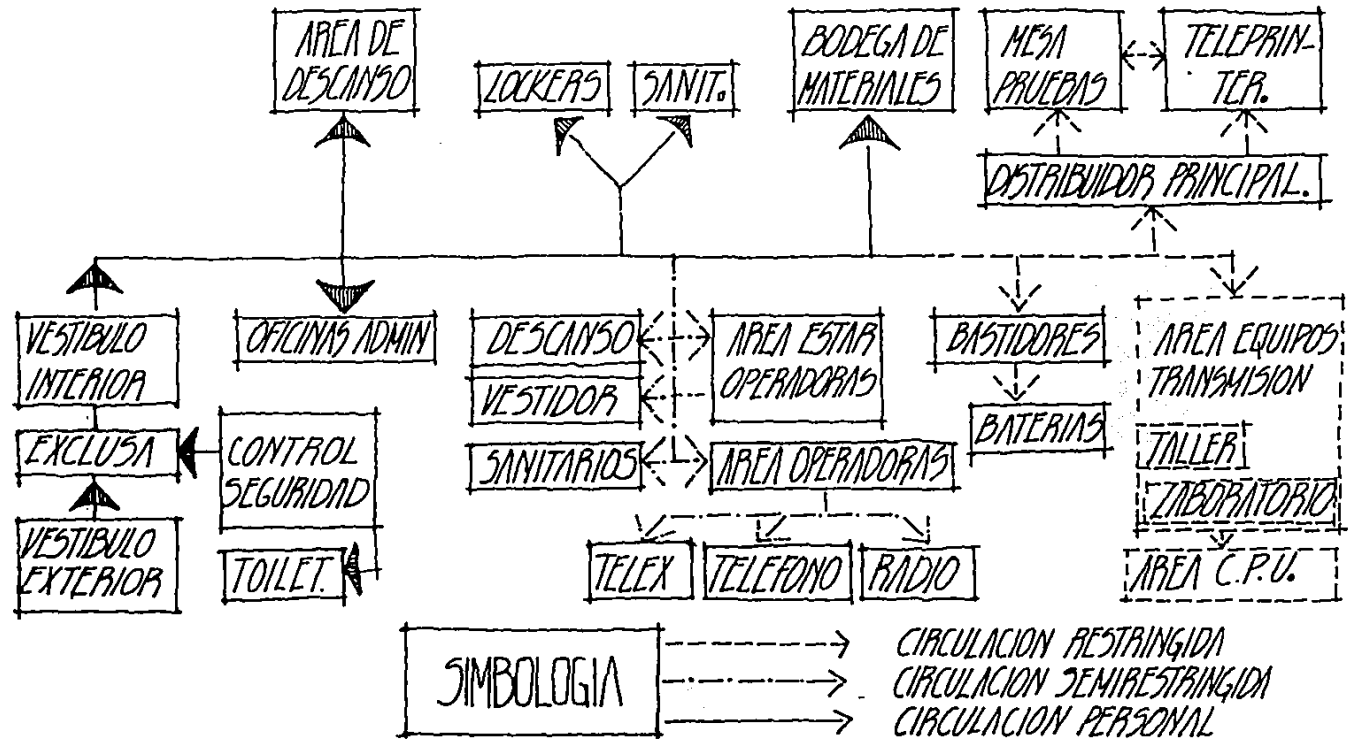 AREA DE
DESCANSO
LOCKERS
SANIT.
BODEGA DE
MATERIALES
MESA
PRUEBAS
TELEPRIN-
TER.
DISTRIBUIDOR PRINCIPAL.
VESTIBULO
INTERIOR
OFICINAS ADMIN
DESCANSO
VESTIDOR
AREA ESTAR
OPERADORAS
BASTIDORES
BATERIAS
AREA EQUIPOS
TRANSMISION
TALLER
LABORATORIO
AREA C.P.U.
EXCLUSA
CONTROL
SEGURIDAD
SANITARIOS
AREA OPERADORAS
VESTIBULO
EXTERIOR
TOILET.
TELEX
TELEFONO
RADIO
SIMBOLOGIA
CIRCULACION RESTRINGIDA
CIRCULACION SEMIRESTRINGIDA
CIRCULACION PERSONAL